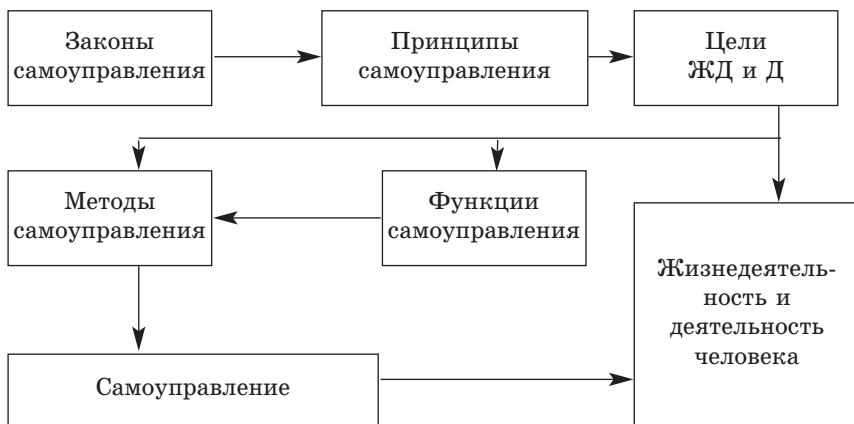 Законы
самоуправления
Принципы
самоуправления
Цели
ЖД и Д
Методы
самоуправления
Функции
самоуправления
Жизнедеятель-
ность и
деятельность
человека
Самоуправление